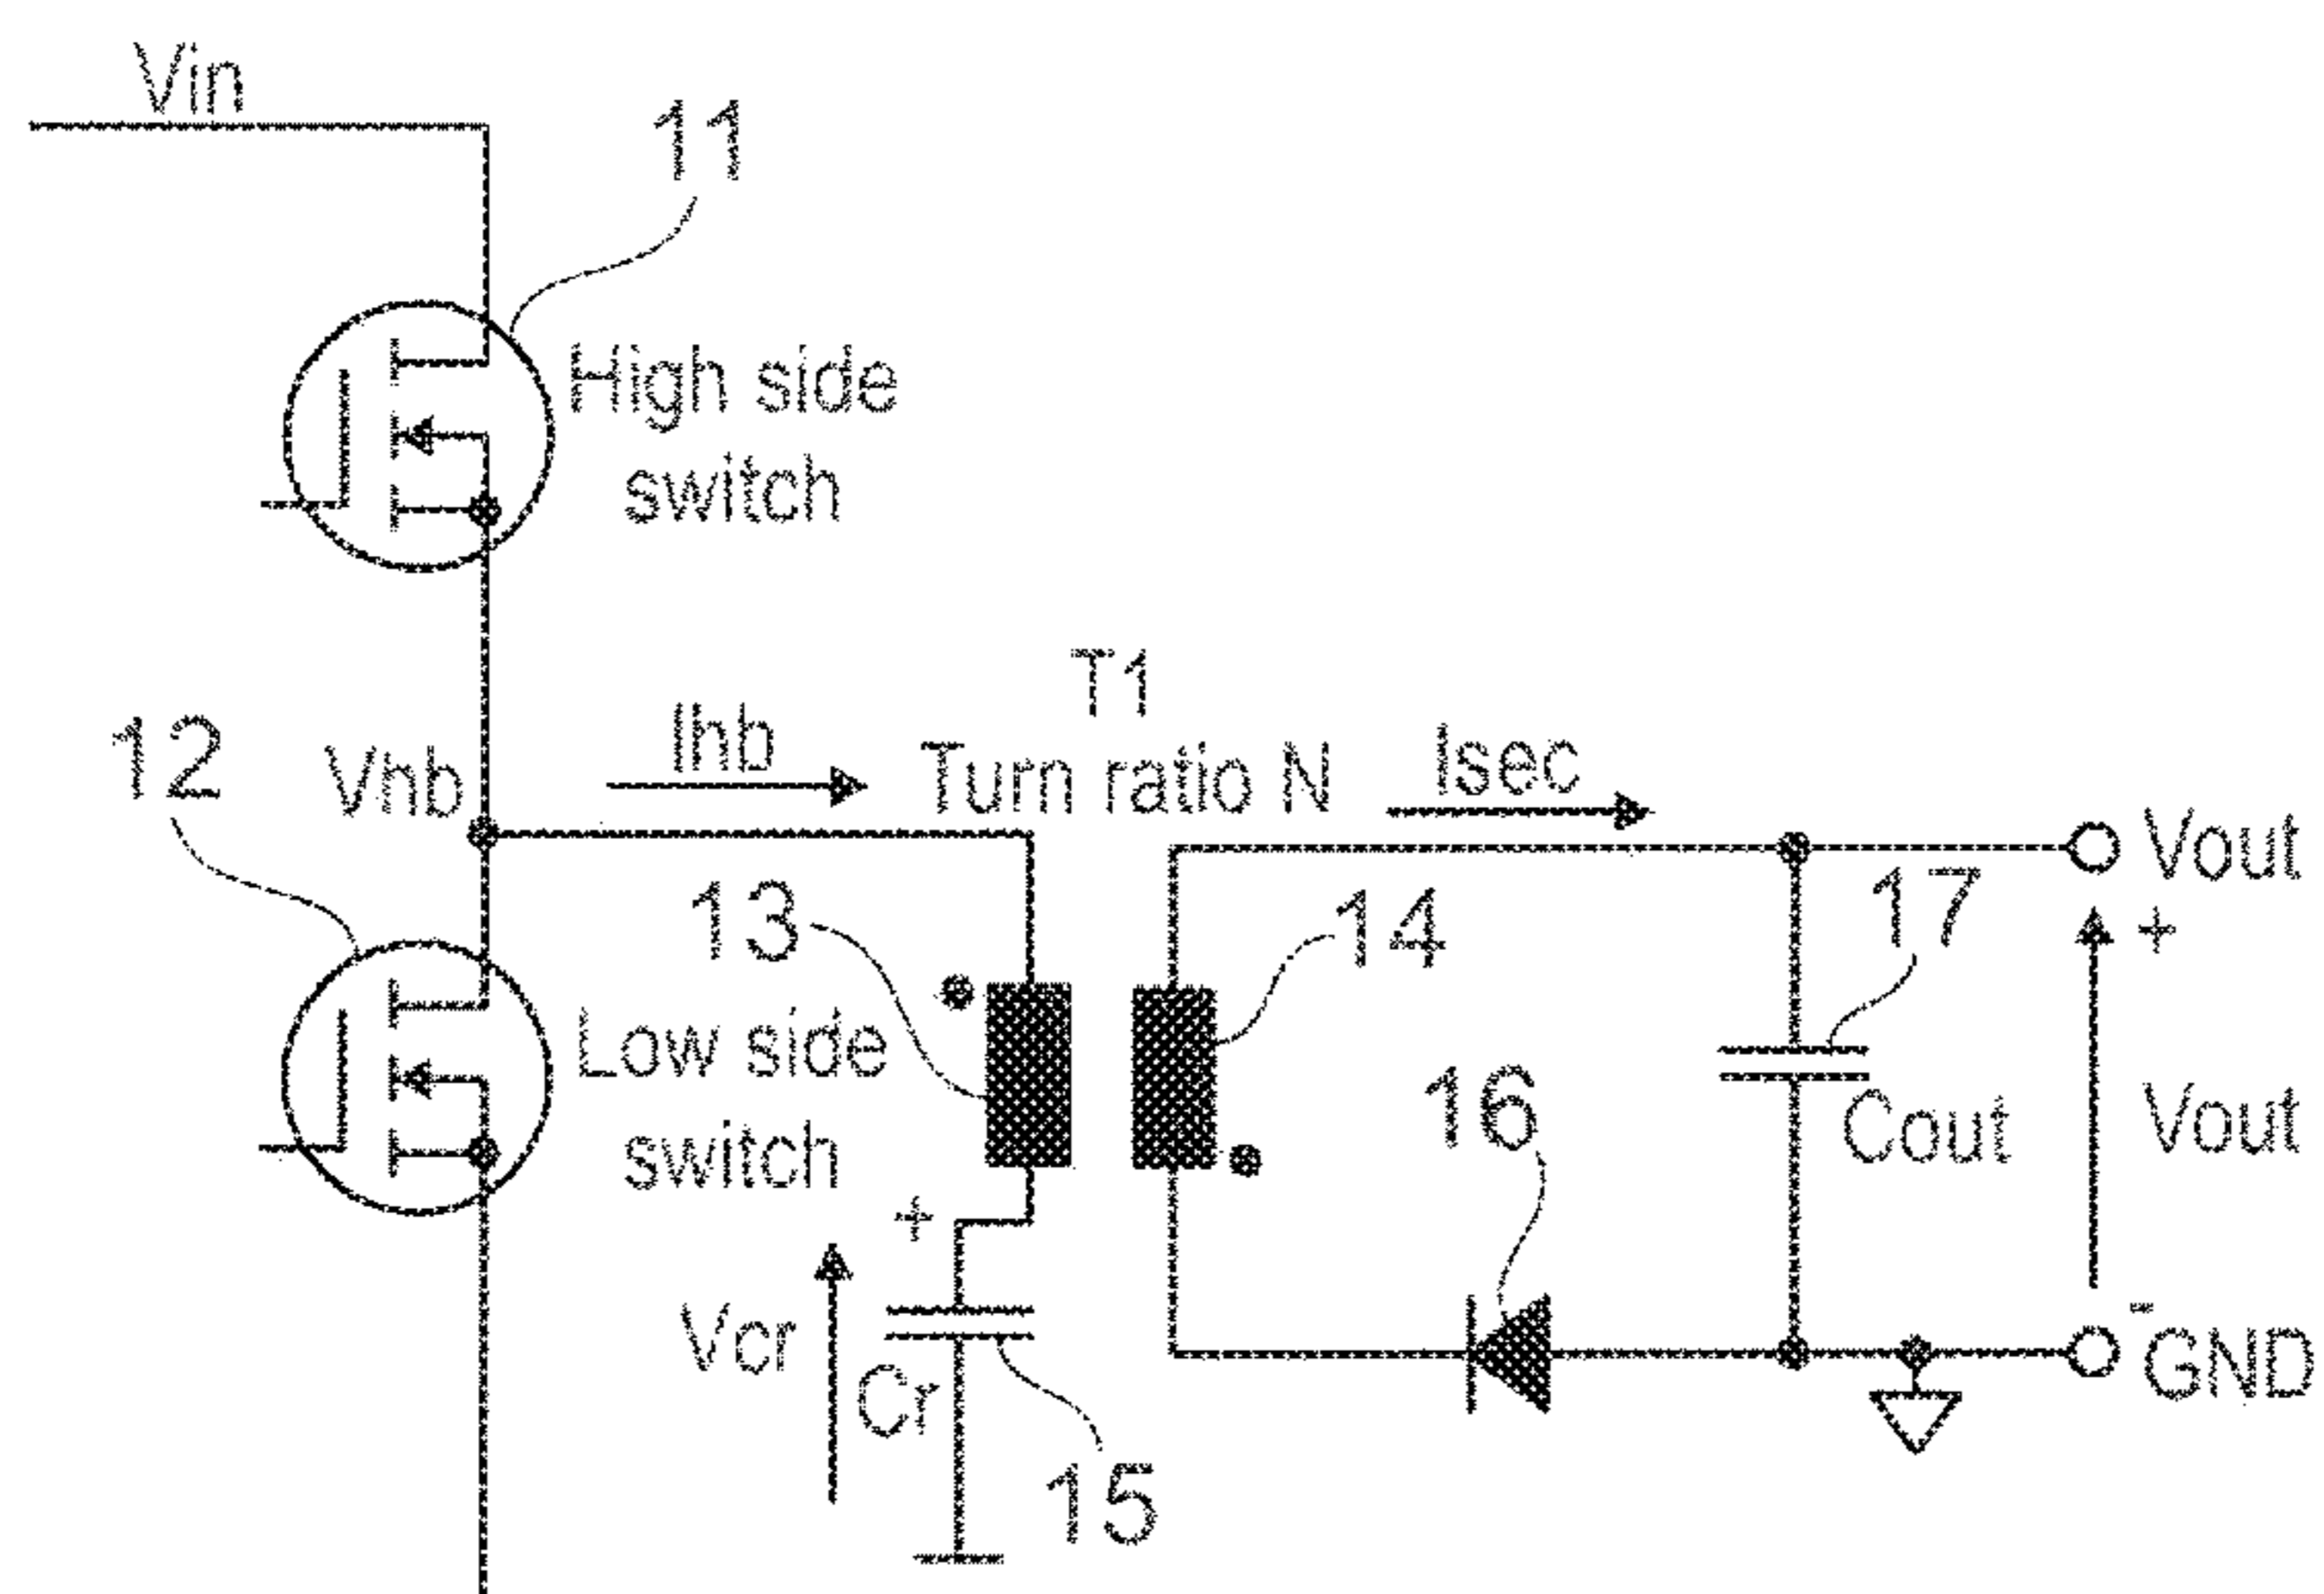 Vin
11
High side
switch
T1
Turn ratio N
Ihb
Isec
12
Vhb
Vout
13
14
17
+
Low side
switch
16
Cout
Vout
+
Vcr
Cr
15
-
GND